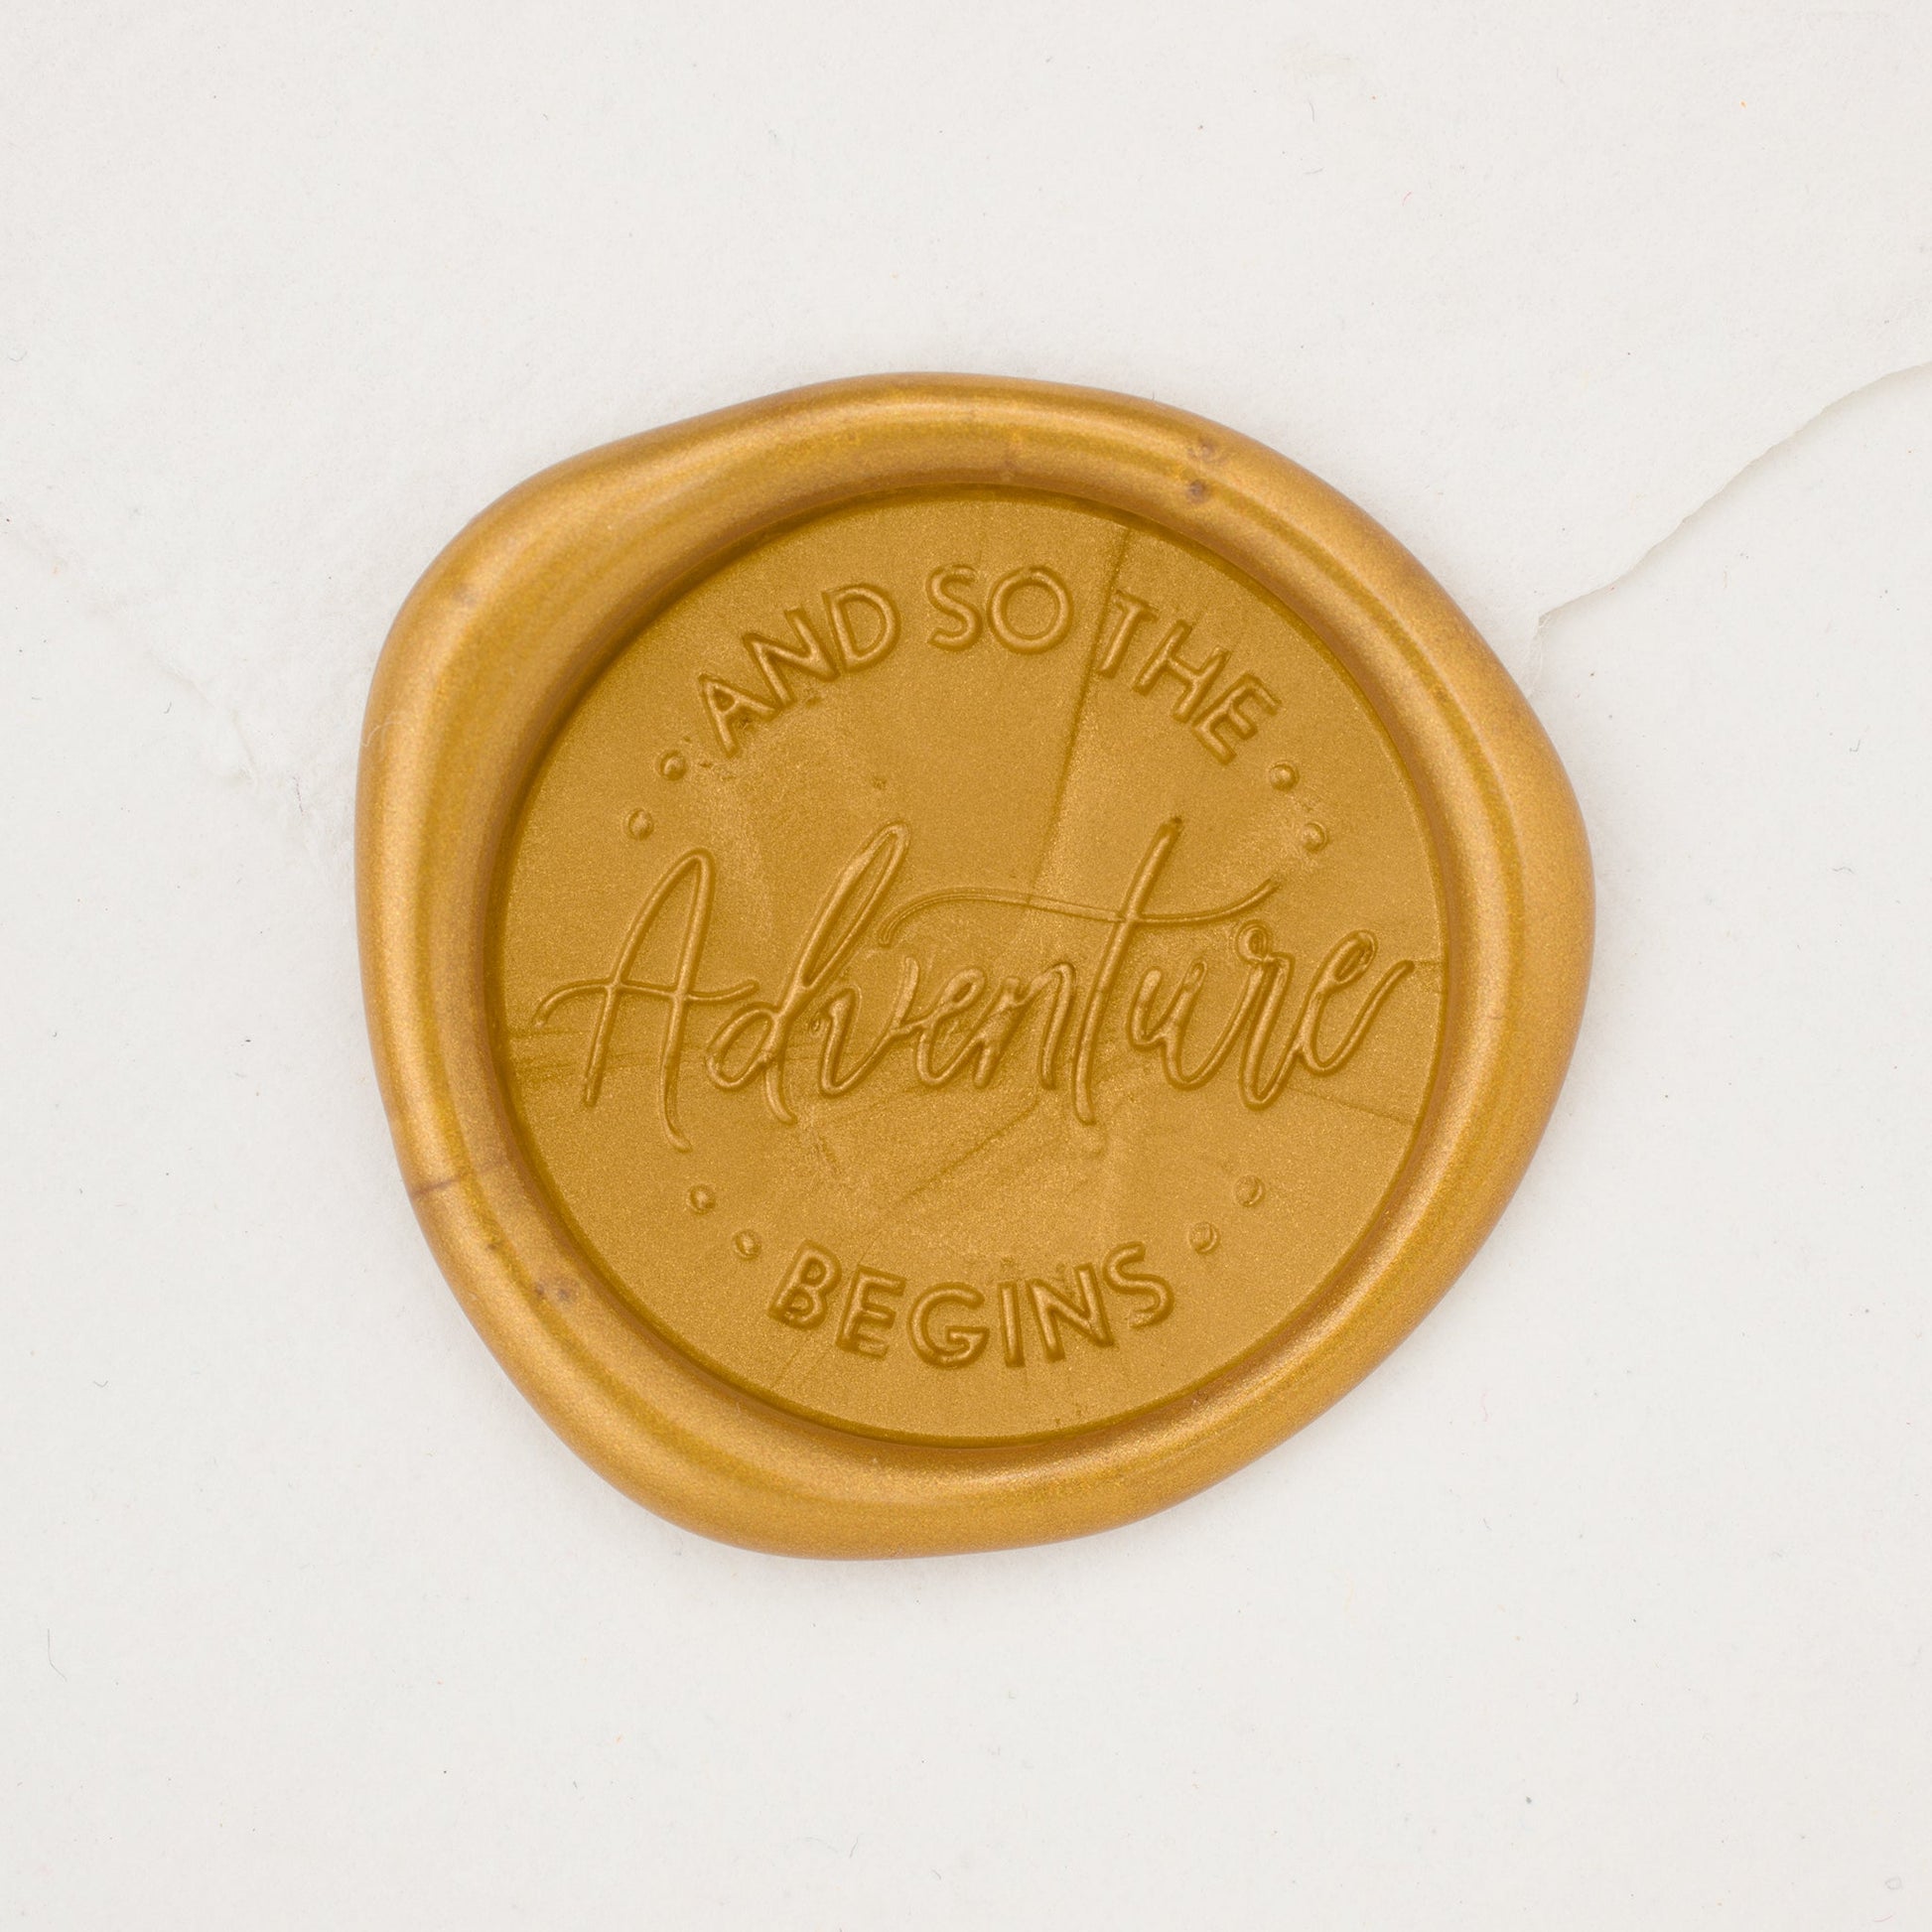 AND SO THE
Adventure
BEGINS